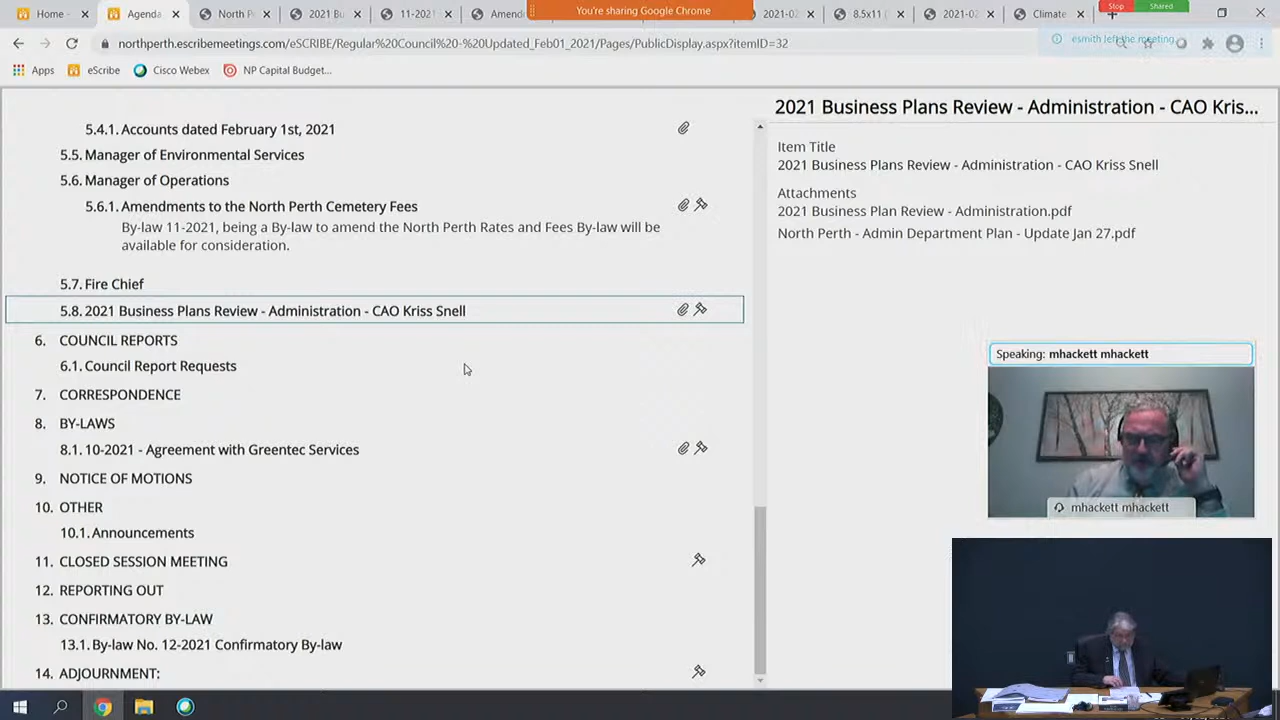 Home
Agenda
North P
2021 Bu
11-202
Amend
You're sharing Google Chrome
2021-02
8.5x11 (
2021-02
Climate
Stop
Shared
northperth.escribemeetings.com/eSCRIBE/Regular%20Council%20-%20Updated_Feb01_2021/Pages/PublicDisplay.aspx?itemID=32
esmith left the meeting.
Apps
eScribe
Cisco Webex
NP Capital Budget...
5.4.1. Accounts dated February 1st, 2021
5.5. Manager of Environmental Services
5.6. Manager of Operations
5.6.1. Amendments to the North Perth Cemetery Fees
By-law 11-2021, being a By-law to amend the North Perth Rates and Fees By-law will be
available for consideration.
5.7. Fire Chief
5.8. 2021 Business Plans Review - Administration - CAO Kriss Snell
6. COUNCIL REPORTS
6.1. Council Report Requests
7. CORRESPONDENCE
8. BY-LAWS
8.1. 10-2021 - Agreement with Greentec Services
9. NOTICE OF MOTIONS
10. OTHER
10.1. Announcements
11. CLOSED SESSION MEETING
12. REPORTING OUT
13. CONFIRMATORY BY-LAW
13.1. By-law No. 12-2021 Confirmatory By-law
14. ADJOURNMENT:
2021 Business Plans Review - Administration - CAO Kris...
Item Title
2021 Business Plans Review - Administration - CAO Kriss Snell
Attachments
2021 Business Plan Review - Administration.pdf
North Perth - Admin Department Plan - Update Jan 27.pdf
Speaking: mhackett mhackett
mhackett mhackett